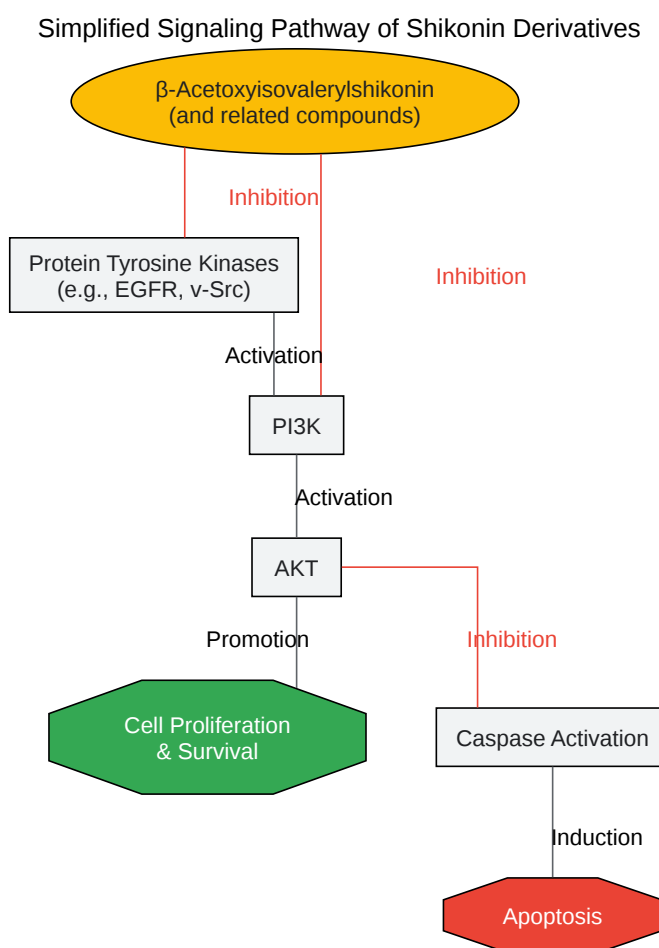 Simplified Signaling Pathway of Shikonin Derivatives
β-Acetoxyisovalerylshikonin
(and related compounds)
Inhibition
Protein Tyrosine Kinases
(e.g., EGFR, v-Src)
Inhibition
Activation
PI3K
Activation
AKT
Promotion
Inhibition
Cell Proliferation
& Survival
Caspase Activation
Induction
Apoptosis